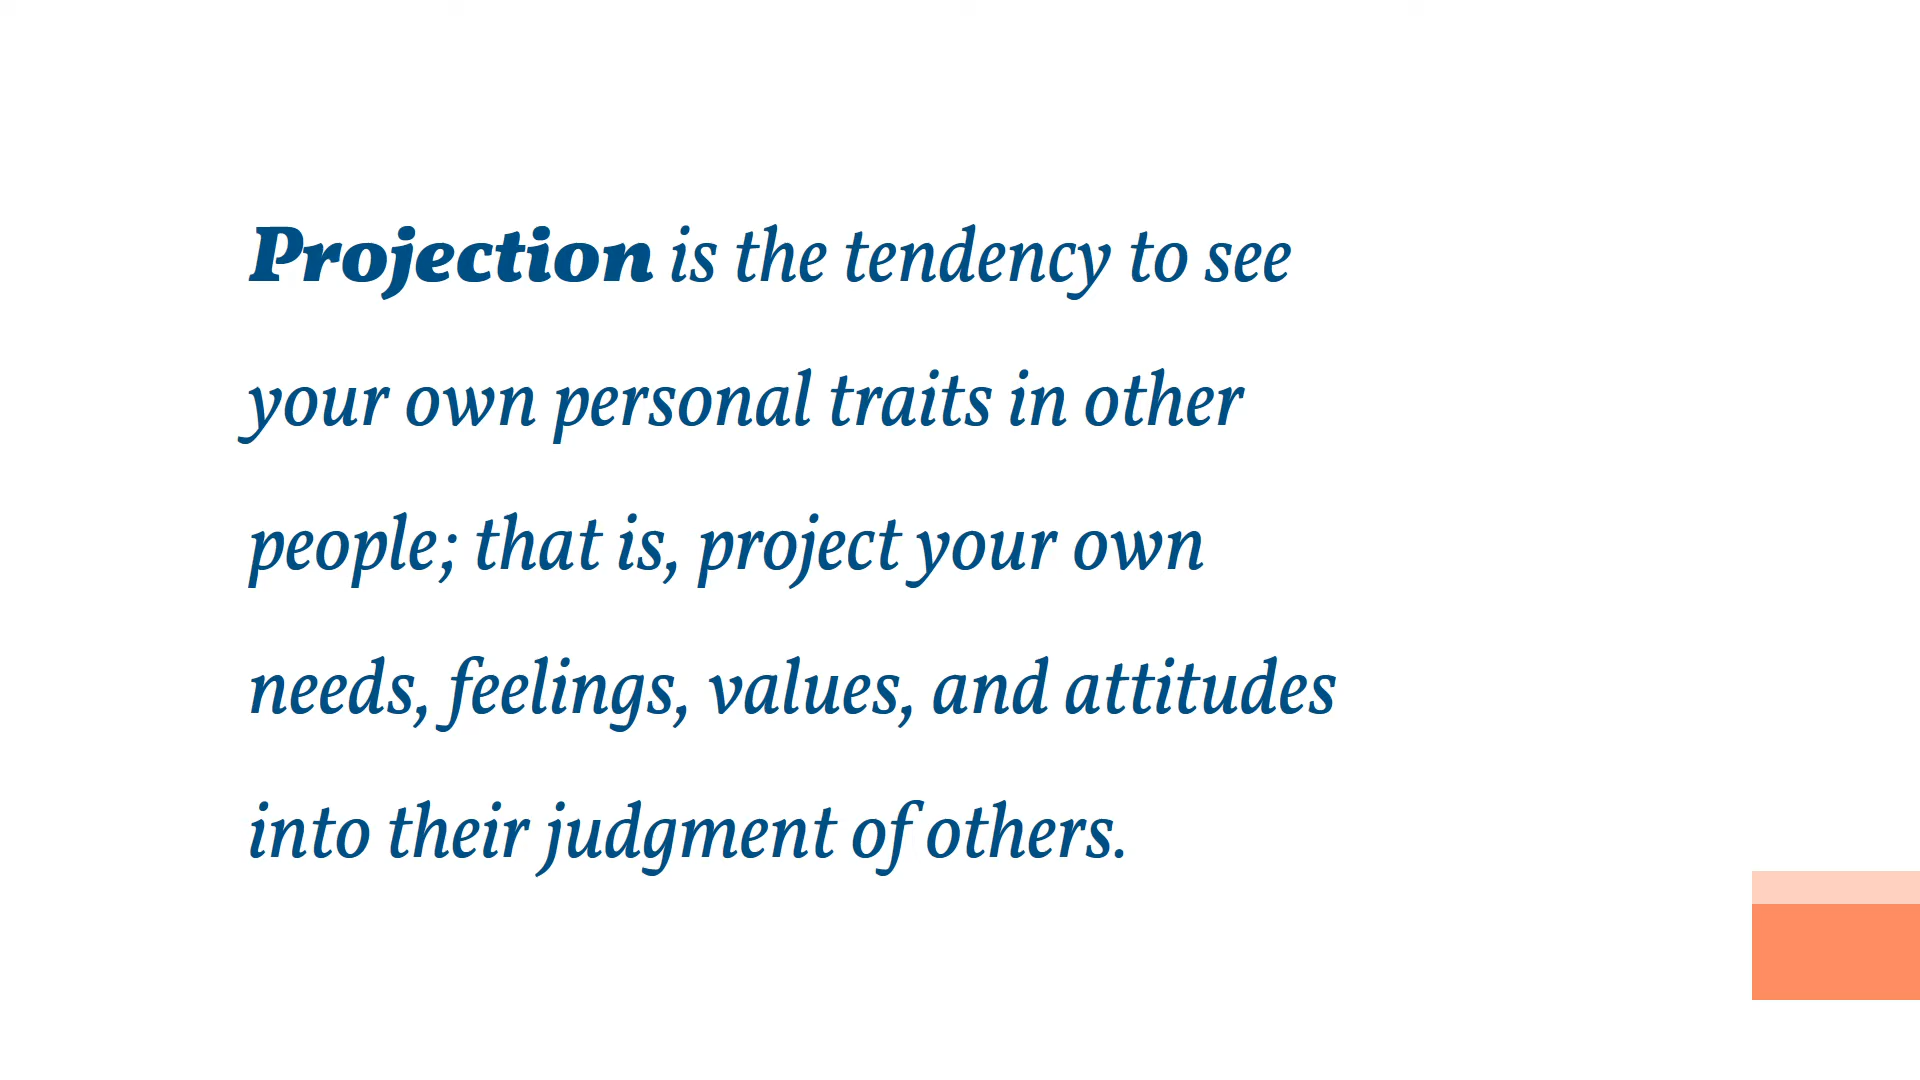 Projection is the tendency to see
your own personal traits in other
people; that is, project your own
needs, feelings, values, and attitudes
into their judgment of others.